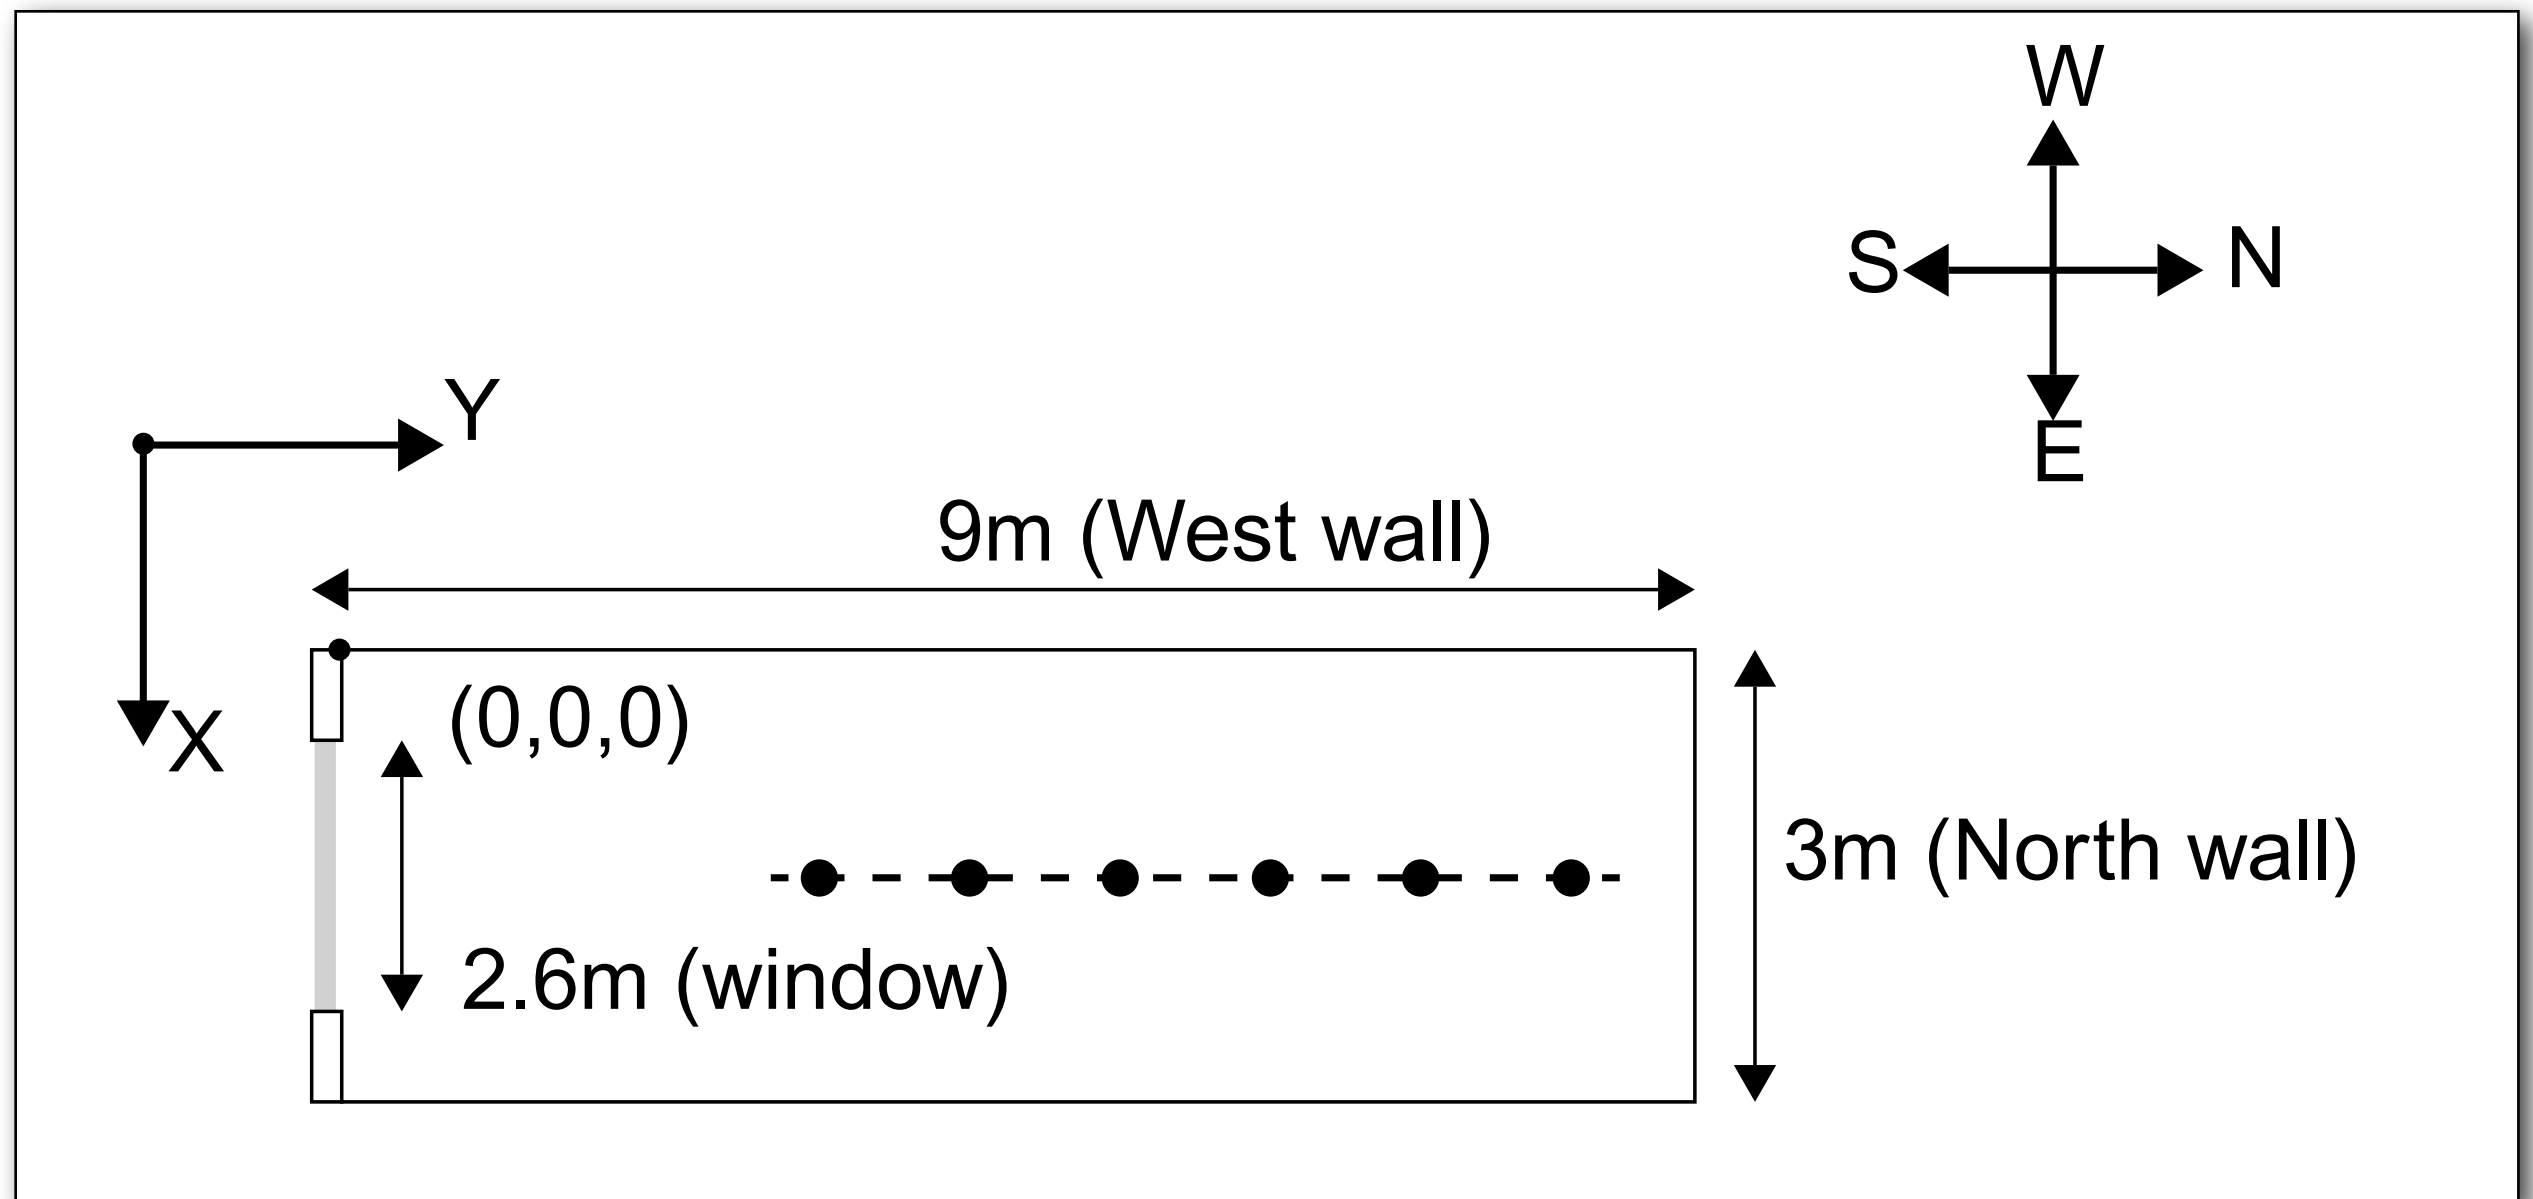 W
S
N
E
Y
X
9m (West wall)
(0,0,0)
3m (North wall)
2.6m (window)